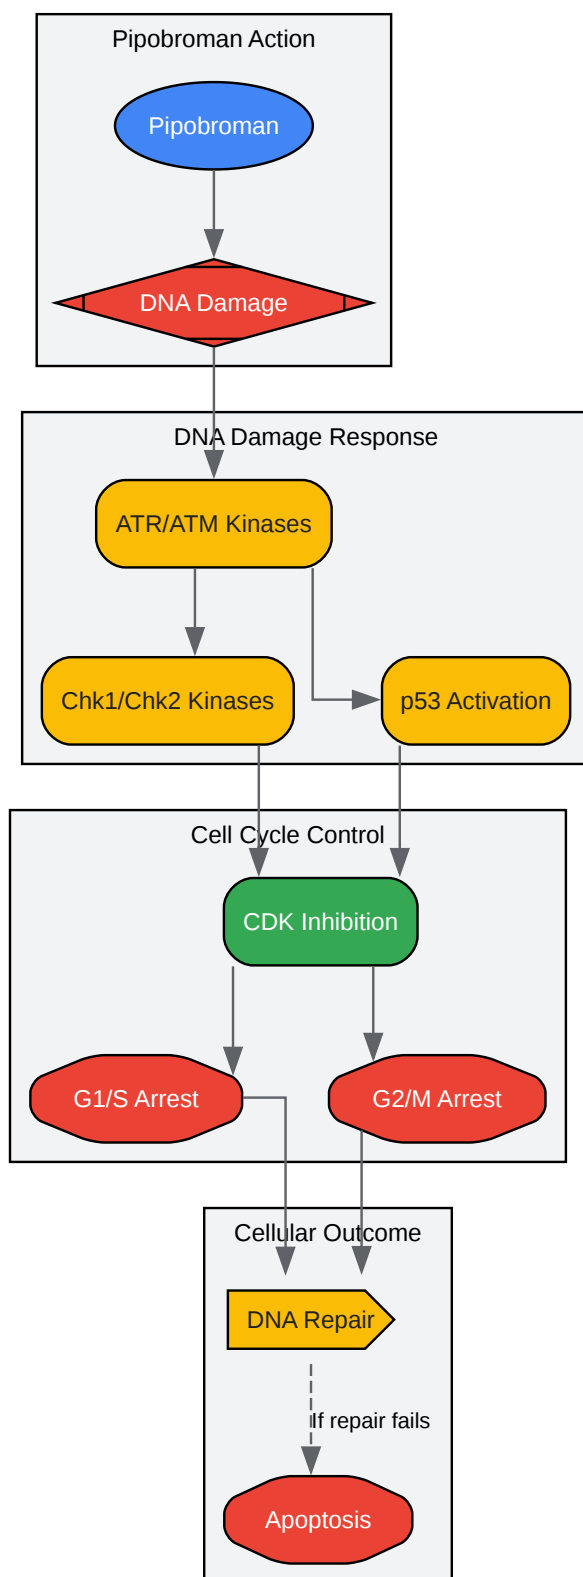 Pipobroman Action
Pipobroman
DNA Damage
DNA Damage Response
ATR/ATM Kinases
Chk1/Chk2 Kinases
p53 Activation
Cell Cycle Control
CDK Inhibition
G1/S Arrest
G2/M Arrest
Cellular Outcome
DNA Repair
If repair fails
Apoptosis